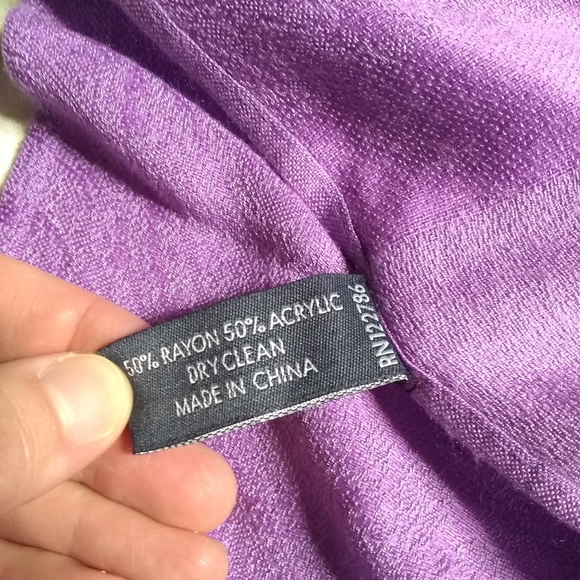 50% RAYON 50% ACRYLIC
DRY CLEAN
MADE IN CHINA
RN122786